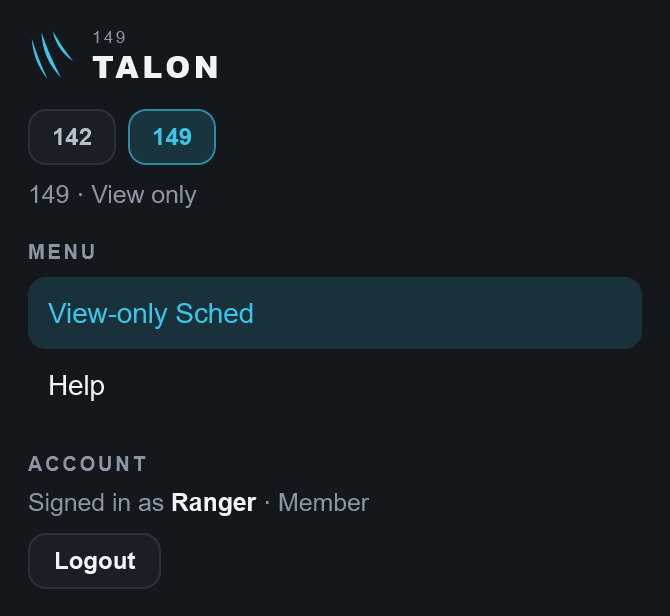 149
TALON
142 149
149 · View only
MENU
View-only Sched
Help
ACCOUNT
Signed in as Ranger · Member
Logout